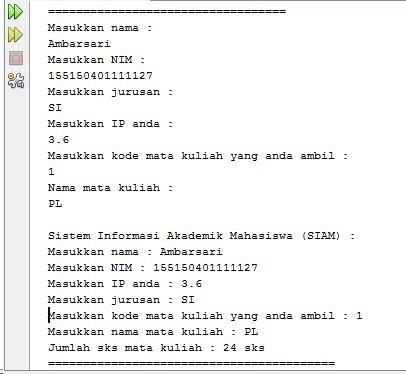 ==================================
Masukkan nama :
Ambarsari
Masukkan NIM :
155150401111127
Masukkan jurusan :
SI
Masukkan IP anda :
3.6
Masukkan kode mata kuliah yang anda ambil :
1
Nama mata kuliah :
PL
Sistem Informasi Akademik Mahasiswa (SIAM) :
Masukkan nama : Ambarsari
Masukkan NIM : 155150401111127
Masukkan IP anda : 3.6
Masukkan jurusan : SI
Masukkan kode mata kuliah yang anda ambil : 1
Masukkan nama mata kuliah : PL
Jumlah sks mata kuliah : 24 sks
=========================================